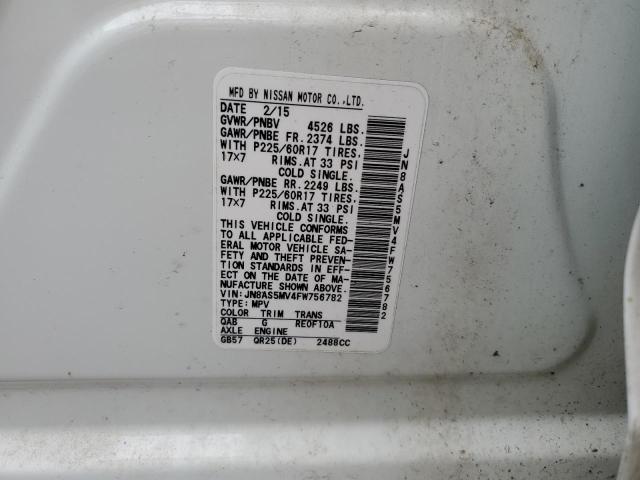 MFD BY NISSAN MOTOR CO.,LTD.
DATE 2/15
GVWR/PNBV 4526 LBS.
GAWR/PNBE FR. 2374 LBS.
WITH P225/60R17 TIRES.
17X7 RIMS.AT 33 PSI
COLD SINGLE.
GAWR/PNBE RR. 2249 LBS.
WITH P225/60R17 TIRES.
17X7 RIMS.AT 33 PSI
COLD SINGLE.
THIS VEHICLE CONFORMS
TO ALL APPLICABLE FED-
ERAL MOTOR VEHICLE SA-
FETY AND THEFT PREVEN-
TION STANDARDS IN EFF-
ECT ON THE DATE OF MA-
NUFACTURE SHOWN ABOVE.
VIN: JN8AS5MV4FW756782
TYPE: MPV
COLOR TRIM TRANS
QAB G RE0F10A
AXLE ENGINE
GB57 QR25(DE) 2488CC
JN8AS5MV4FW756782